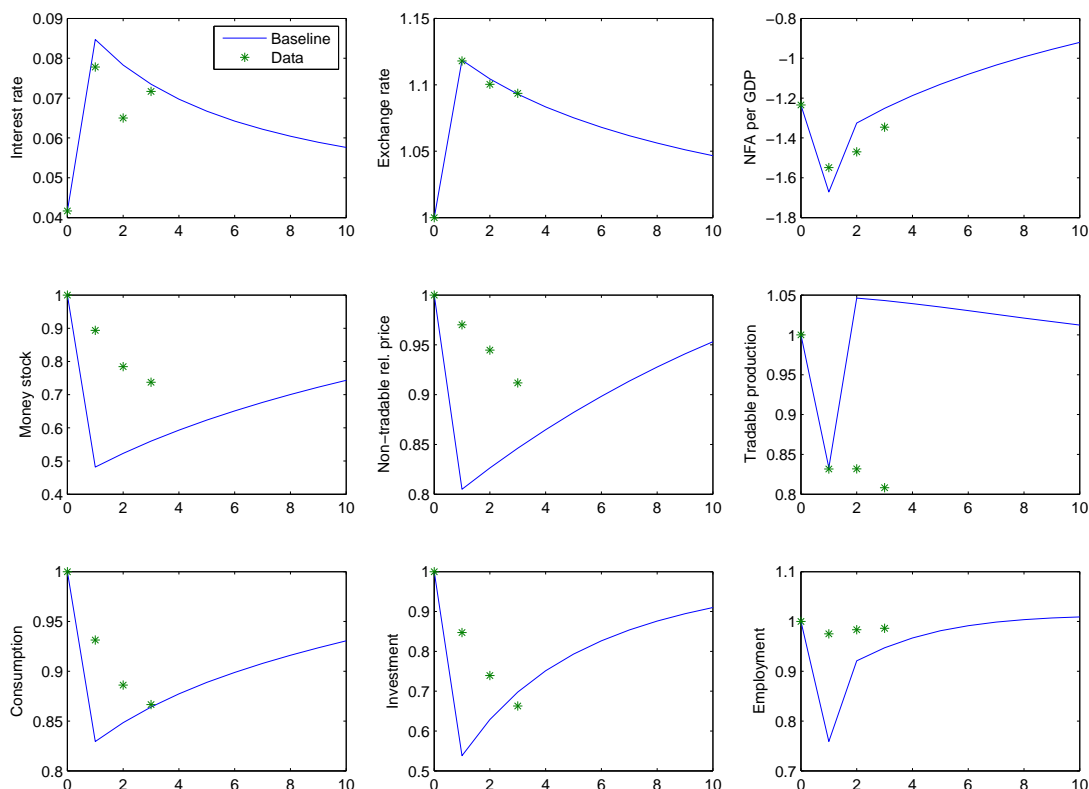 0.09
0.08
0.07
0.06
0.05
0.04
Interest rate
Baseline
Data
0 2 4 6 8 10
1.15
1.1
1.05
1
Exchange rate
0 2 4 6 8 10
−1
−1.2
−1.4
−1.6
−1.8
NFA per GDP
0 2 4 6 8 10
1
0.9
0.8
0.7
0.6
0.5
0.4
Money stock
0 2 4 6 8 10
1
0.95
0.9
0.85
0.8
Non−tradable rel. price
0 2 4 6 8 10
1.05
1
0.95
0.9
0.85
0.8
Tradable production
0 2 4 6 8 10
1
0.95
0.9
0.85
0.8
Consumption
0 2 4 6 8 10
1
0.9
0.8
0.7
0.6
0.5
Investment
0 2 4 6 8 10
1.1
1
0.9
0.8
0.7
Employment
0 2 4 6 8 10